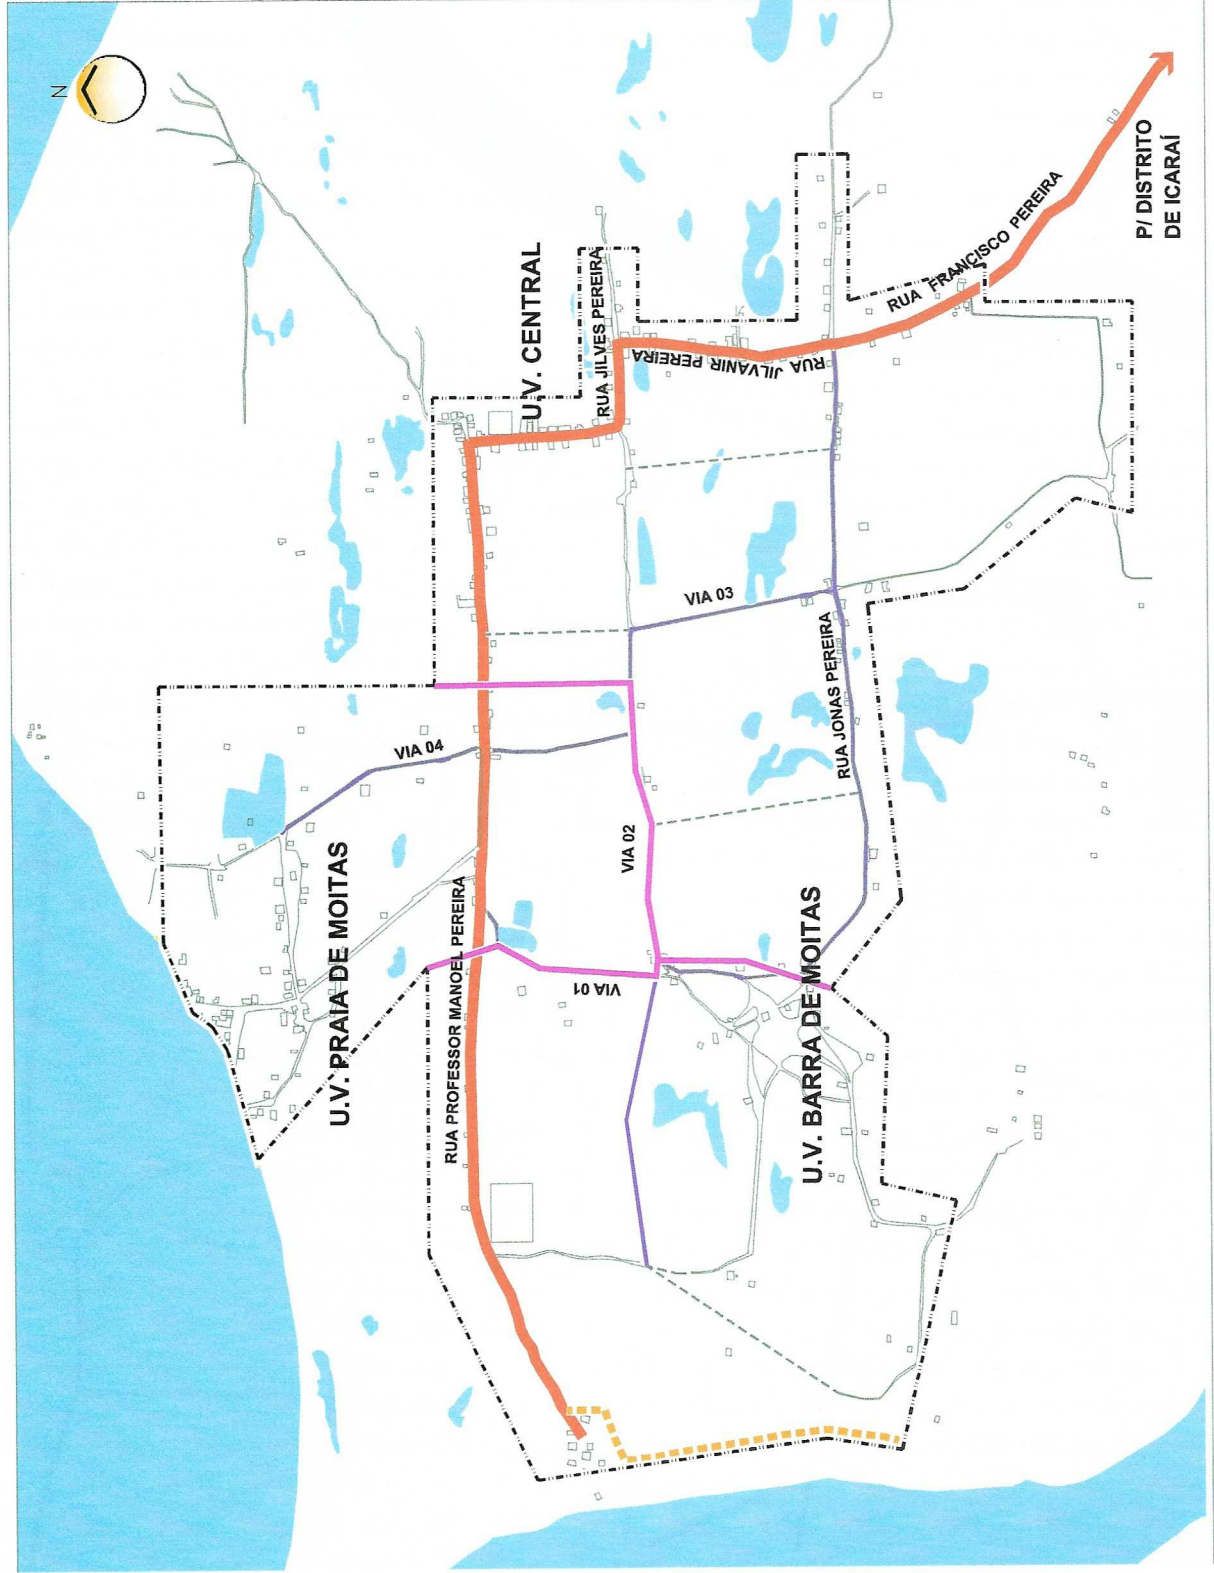 N
U.V. CENTRAL
RUA JILVES PEREIRA
RUA JILVANIR PEREIRA
RUA FRANCISCO PEREIRA
P/ DISTRITO
DE ICARAÍ
VIA 03
RUA JONAS PEREIRA
VIA 04
VIA 02
U.V. PRAIA DE MOITAS
RUA PROFESSOR MANOEL PEREIRA
VIA 01
U.V. BARRA DE MOITAS